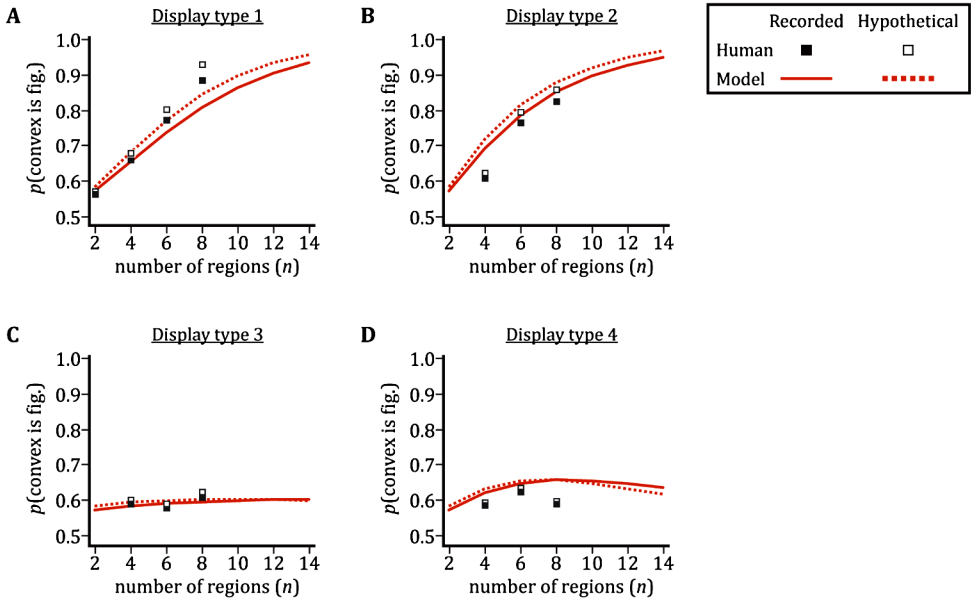 A
Display type 1
p(convex is fig.)
1.0
0.9
0.8
0.7
0.6
0.5
2 4 6 8 10 12 14
number of regions (n)
B
Display type 2
p(convex is fig.)
1.0
0.9
0.8
0.7
0.6
0.5
2 4 6 8 10 12 14
number of regions (n)
Recorded Hypothetical
Human
Model
C
Display type 3
p(convex is fig.)
1.0
0.9
0.8
0.7
0.6
0.5
2 4 6 8 10 12 14
number of regions (n)
D
Display type 4
p(convex is fig.)
1.0
0.9
0.8
0.7
0.6
0.5
2 4 6 8 10 12 14
number of regions (n)